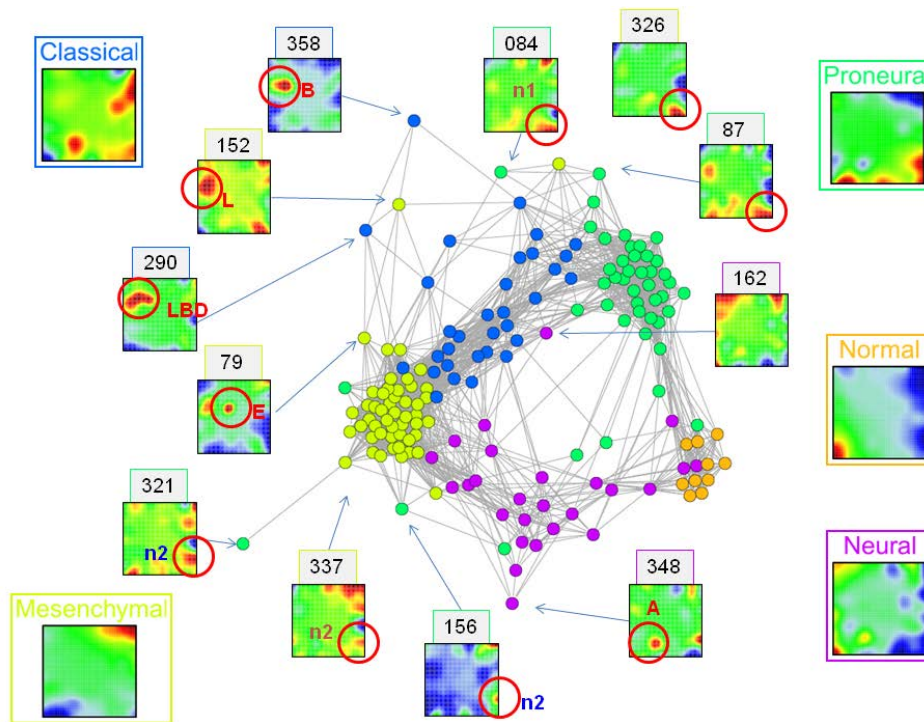 Classical
358
B
084
n1
326
Proneural
87
152
L
290
LBD
162
79
E
Normal
321
n2
337
n2
156
n2
348
A
Neural
Mesenchymal